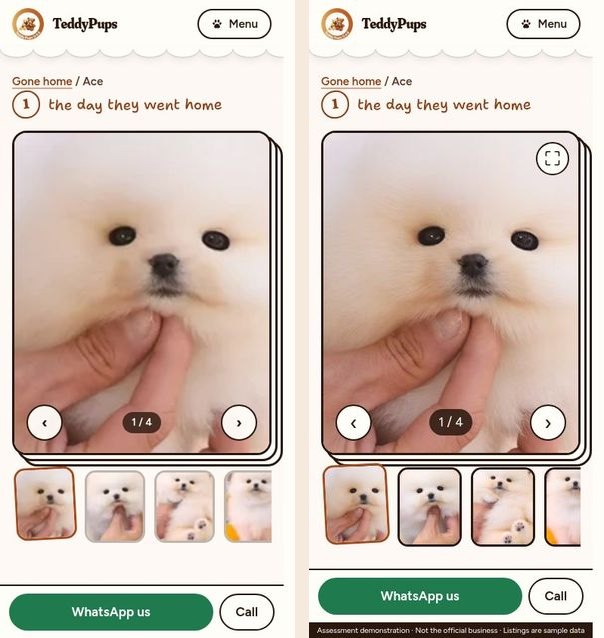 TeddyPups
Menu
Gone home / Ace
1 the day they went home
‹
1 / 4
›
WhatsApp us
Call
TeddyPups
Menu
Gone home / Ace
1 the day they went home
‹
1 / 4
›
WhatsApp us
Call
Assessment demonstration · Not the official business · Listings are sample data